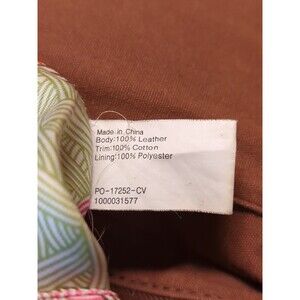 Made in China
Body:100% Leather
Trim:100% Cotton
Lining:100% Polyester
PO-17252-CV
1000031577